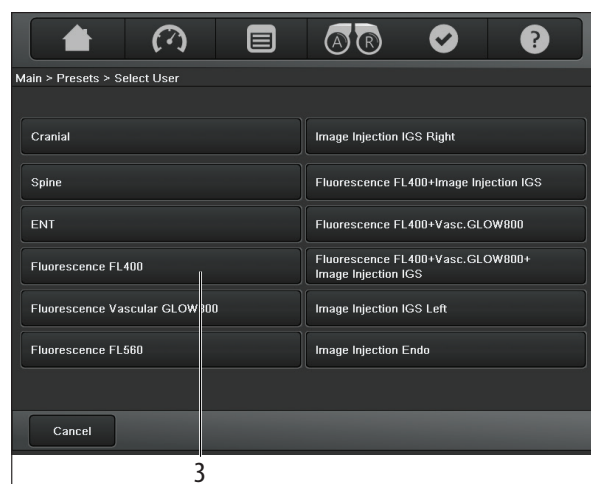 A R
?
Main > Presets > Select User
Cranial
Spine
ENT
Fluorescence FL400
Fluorescence Vascular GLOW800
Fluorescence FL560
Image Injection IGS Right
Fluorescence FL400+Image Injection IGS
Fluorescence FL400+Vasc.GLOW800
Fluorescence FL400+Vasc.GLOW800+
Image Injection IGS
Image Injection IGS Left
Image Injection Endo
Cancel
3